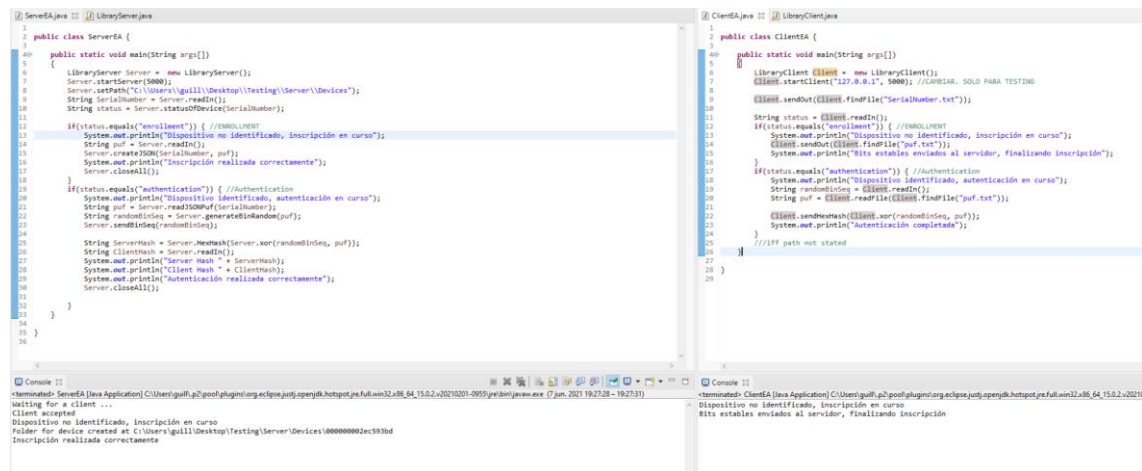 ServerEA.java LibraryServer.java
1
2 public class ServerEA {
3
4 public static void main(String args[])
5 {
6 LibraryServer Server = new LibraryServer();
7 Server.startServer(5000);
8 Server.setPath("C:\\Users\\guill\\Desktop\\Testing\\Server\\Devices");
9 String SerialNumber = Server.readIn();
10 String status = Server.statusOfDevice(SerialNumber);
11
12 if(status.equals("enrollment")) { //ENROLLMENT
13 System.out.println("Dispositivo no identificado, inscripción en curso");
14 String puf = Server.readIn();
15 Server.createJSON(SerialNumber, puf);
16 System.out.println("Inscripción realizada correctamente");
17 Server.closeAll();
18 }
19 if(status.equals("authentication")) { //Authentication
20 System.out.println("Dispositivo identificado, autenticación en curso");
21 String puf = Server.readJSONPuf(SerialNumber);
22 String randomBinSeq = Server.generateBinRandom(puf);
23 Server.sendBinSeq(randomBinSeq);
24
25 String ServerHash = Server.HexHash(Server.xor(randomBinSeq, puf));
26 String ClientHash = Server.readIn();
27 System.out.println("Server Hash " + ServerHash);
28 System.out.println("Client Hash " + ClientHash);
29 System.out.println("Autenticación realizada correctamente");
30 Server.closeAll();
31
32 }
33 }
34
35 }
36
ClientEA.java LibraryClient.java
1
2 public class ClientEA {
3
4 public static void main(String args[])
5 {
6 LibraryClient Client = new LibraryClient();
7 Client.startClient("127.0.0.1", 5000); //CAMBIAR. SOLO PARA TESTING
8
9 Client.sendOut(Client.findFile("SerialNumber.txt"));
10
11 String status = Client.readIn();
12 if(status.equals("enrollment")) { //ENROLLMENT
13 System.out.println("Dispositivo no identificado, inscripción en curso");
14 Client.sendOut(Client.findFile("puf.txt"));
15 System.out.println("Bits estables enviados al servidor, finalizando inscripción");
16 }
17 if(status.equals("authentication")) { //Authentication
18 System.out.println("Dispositivo identificado, autenticación en curso");
19 String randomBinSeq = Client.readIn();
20 String puf = Client.readFile(Client.findFile("puf.txt"));
21
22 Client.sendHexHash(Client.xor(randomBinSeq, puf));
23 System.out.println("Autenticación completada");
24 }
25 ///iff path not stated
26 }
27
28 }
29
Console
<terminated> ServerEA [Java Application] C:\Users\guill\.p2\pool\plugins\org.eclipse.justj.openjdk.hotspot.jre.full.win32.x86_64_15.0.2.v20210201-0955\jre\bin\javaw.exe (7 jun. 2021 19:27:28 – 19:27:31)
Waiting for a client ...
Client accepted
Dispositivo no identificado, inscripción en curso
Folder for device created at C:\Users\guill\Desktop\Testing\Server\Devices\000000002ec593bd
Inscripción realizada correctamente
Console
<terminated> ClientEA [Java Application] C:\Users\guill\.p2\pool\plugins\org.eclipse.justj.openjdk.hotspot.jre.full.win32.x86_64_15.0.2.v20210
Dispositivo no identificado, inscripción en curso
Bits estables enviados al servidor, finalizando inscripción